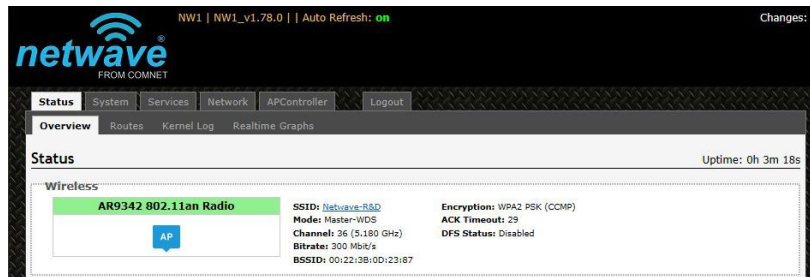 NW1 | NW1_v1.78.0 | | Auto Refresh: on
Changes:
netwave®
FROM COMNET
Status System Services Network APController Logout
Overview Routes Kernel Log Realtime Graphs
Status
Uptime: 0h 3m 18s
Wireless
AR9342 802.11an Radio
AP
SSID: Netwave-R&D
Mode: Master-WDS
Channel: 36 (5.180 GHz)
Bitrate: 300 Mbit/s
BSSID: 00:22:3B:0D:23:87
Encryption: WPA2 PSK (CCMP)
ACK Timeout: 29
DFS Status: Disabled